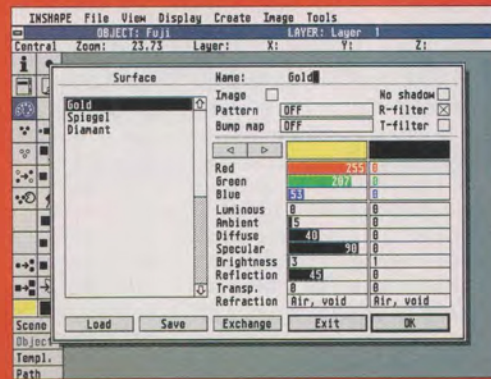 INSHAPE File View Display Create Image Tools
OBJECT: Fuji LAYER: Layer 1
Central Zoom: 23.73 Layer: X: Y: Z:
Surface Name: Gold
Image No shadow
Pattern OFF R-filter
Bump map OFF T-filter
Gold
Spiegel
Diamant
Red 255 0
Green 207 0
Blue 53 0
Luminous 0 0
Ambient 15 0
Diffuse 40 0
Specular 90 0
Brightness 3 1
Reflection 45 0
Transp. 0 0
Refraction Air, void Air, void
Load Save Exchange Exit OK
Scene
Object
Templ.
Path